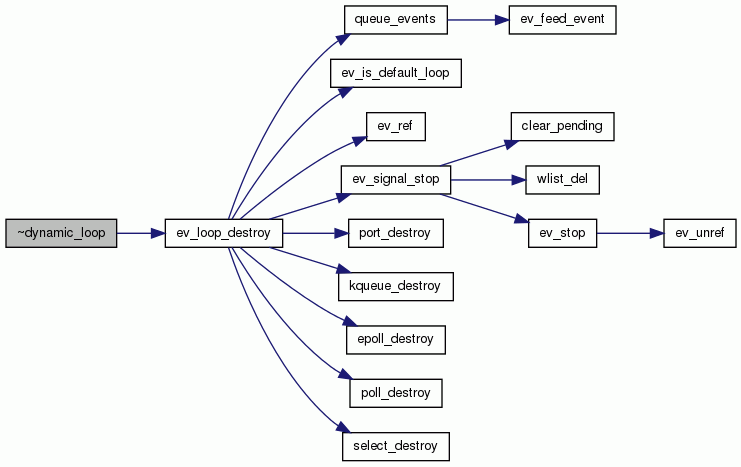 ~dynamic_loop
ev_loop_destroy
queue_events
ev_feed_event
ev_is_default_loop
ev_ref
ev_signal_stop
clear_pending
wlist_del
ev_stop
ev_unref
port_destroy
kqueue_destroy
epoll_destroy
poll_destroy
select_destroy